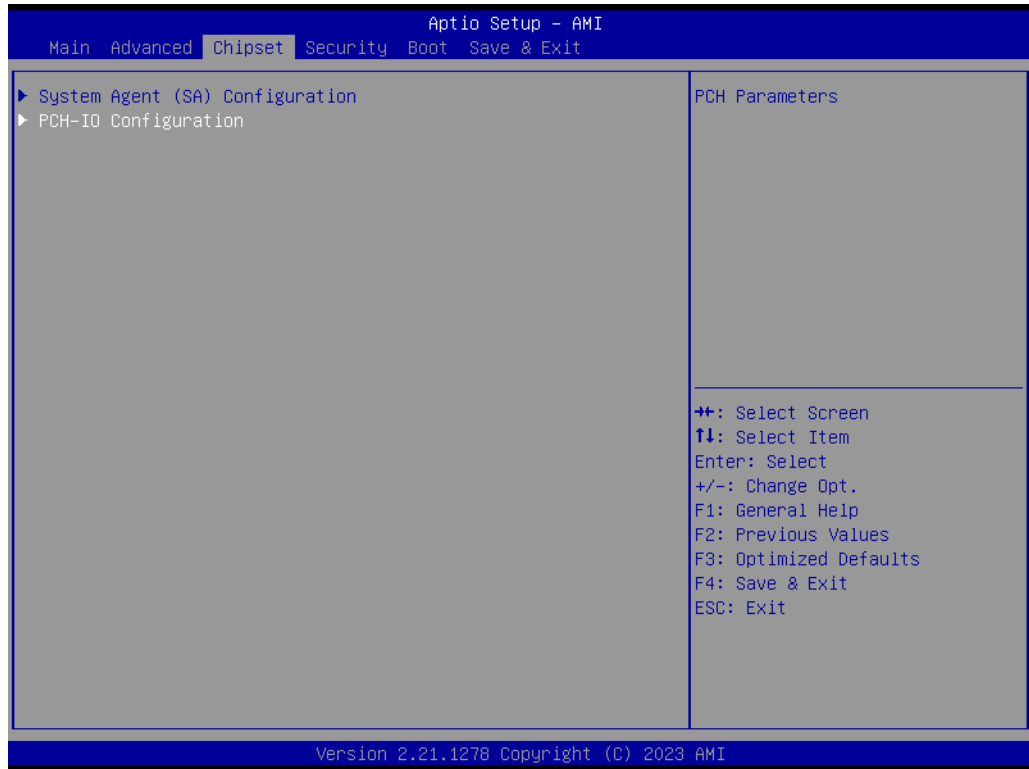 Aptio Setup – AMI
Main Advanced Chipset Security Boot Save & Exit
▶ System Agent (SA) Configuration
▶ PCH-IO Configuration
PCH Parameters
→←: Select Screen
↑↓: Select Item
Enter: Select
+/-: Change Opt.
F1: General Help
F2: Previous Values
F3: Optimized Defaults
F4: Save & Exit
ESC: Exit
Version 2.21.1278 Copyright (C) 2023 AMI